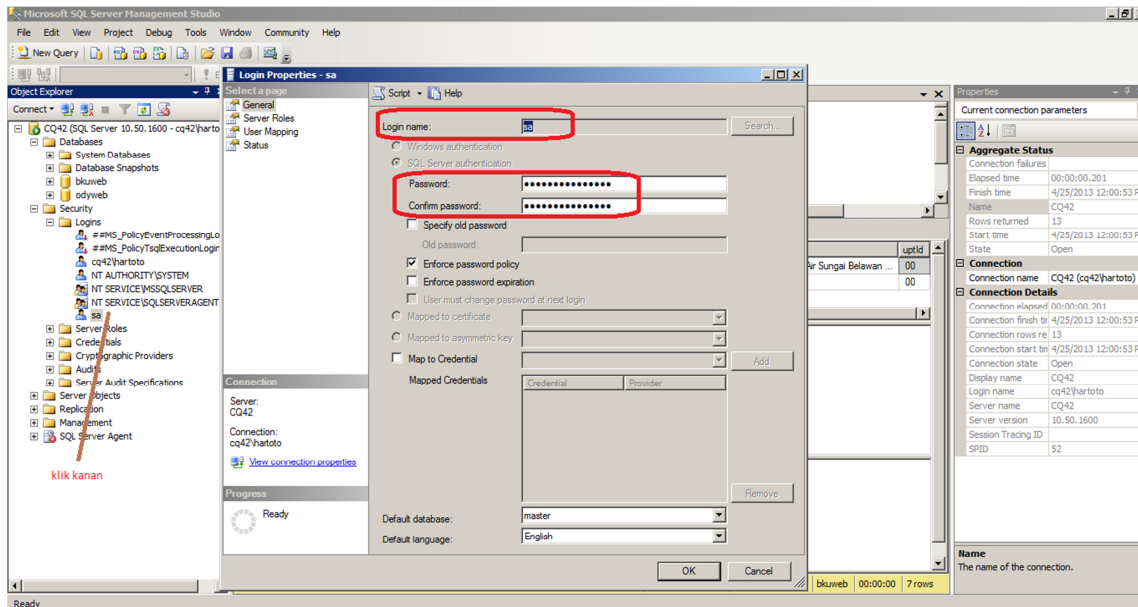 Microsoft SQL Server Management Studio
File Edit View Project Debug Tools Window Community Help
New Query
Object Explorer
Connect
CQ42 (SQL Server 10.50.1600 - cq42\harto
Databases
System Databases
Database Snapshots
bkuweb
odyweb
Security
Logins
##MS_PolicyEventProcessingLo
##MS_PolicyTsqlExecutionLogin
cq42\hartoto
NT AUTHORITY\SYSTEM
NT SERVICE\MSSQLSERVER
NT SERVICE\SQLSERVERAGENT
sa
Server Roles
Credentials
Cryptographic Providers
Audits
Server Audit Specifications
Server Objects
Replication
Management
SQL Server Agent
klik kanan
Login Properties - sa
Select a page
General
Server Roles
User Mapping
Status
Connection
Server:
CQ42
Connection:
cq42\hartoto
View connection properties
Progress
Ready
Script Help
Login name: sa Search...
Windows authentication
SQL Server authentication
Password: ●●●●●●●●●●●●●●●
Confirm password: ●●●●●●●●●●●●●●●
Specify old password
Old password:
Enforce password policy
Enforce password expiration
User must change password at next login
Mapped to certificate
Mapped to asymmetric key
Map to Credential Add
Mapped Credentials Credential Provider
Remove
Default database: master
Default language: English
OK Cancel
uptId
Air Sungai Belawan ... 00
00
bkuweb 00:00:00 7 rows
Properties
Current connection parameters
Aggregate Status
Connection failures
Elapsed time 00:00:00.201
Finish time 4/25/2013 12:00:53 P
Name CQ42
Rows returned 13
Start time 4/25/2013 12:00:53 P
State Open
Connection
Connection name CQ42 (cq42\hartoto)
Connection Details
Connection elapsed 00:00:00.201
Connection finish tir 4/25/2013 12:00:53 P
Connection rows re 13
Connection start tin 4/25/2013 12:00:53 P
Connection state Open
Display name CQ42
Login name cq42\hartoto
Server name CQ42
Server version 10.50.1600
Session Tracing ID
SPID 52
Name
The name of the connection.
Ready